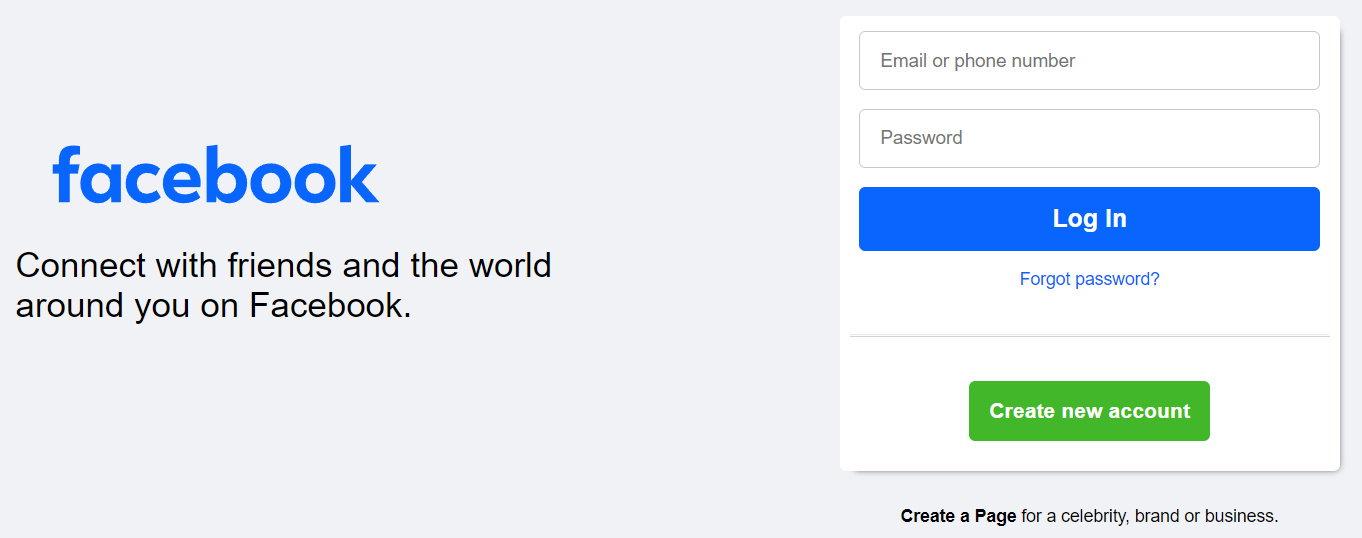 facebook
Connect with friends and the world
around you on Facebook.
Email or phone number
Password
Log In
Forgot password?
Create new account
Create a Page for a celebrity, brand or business.